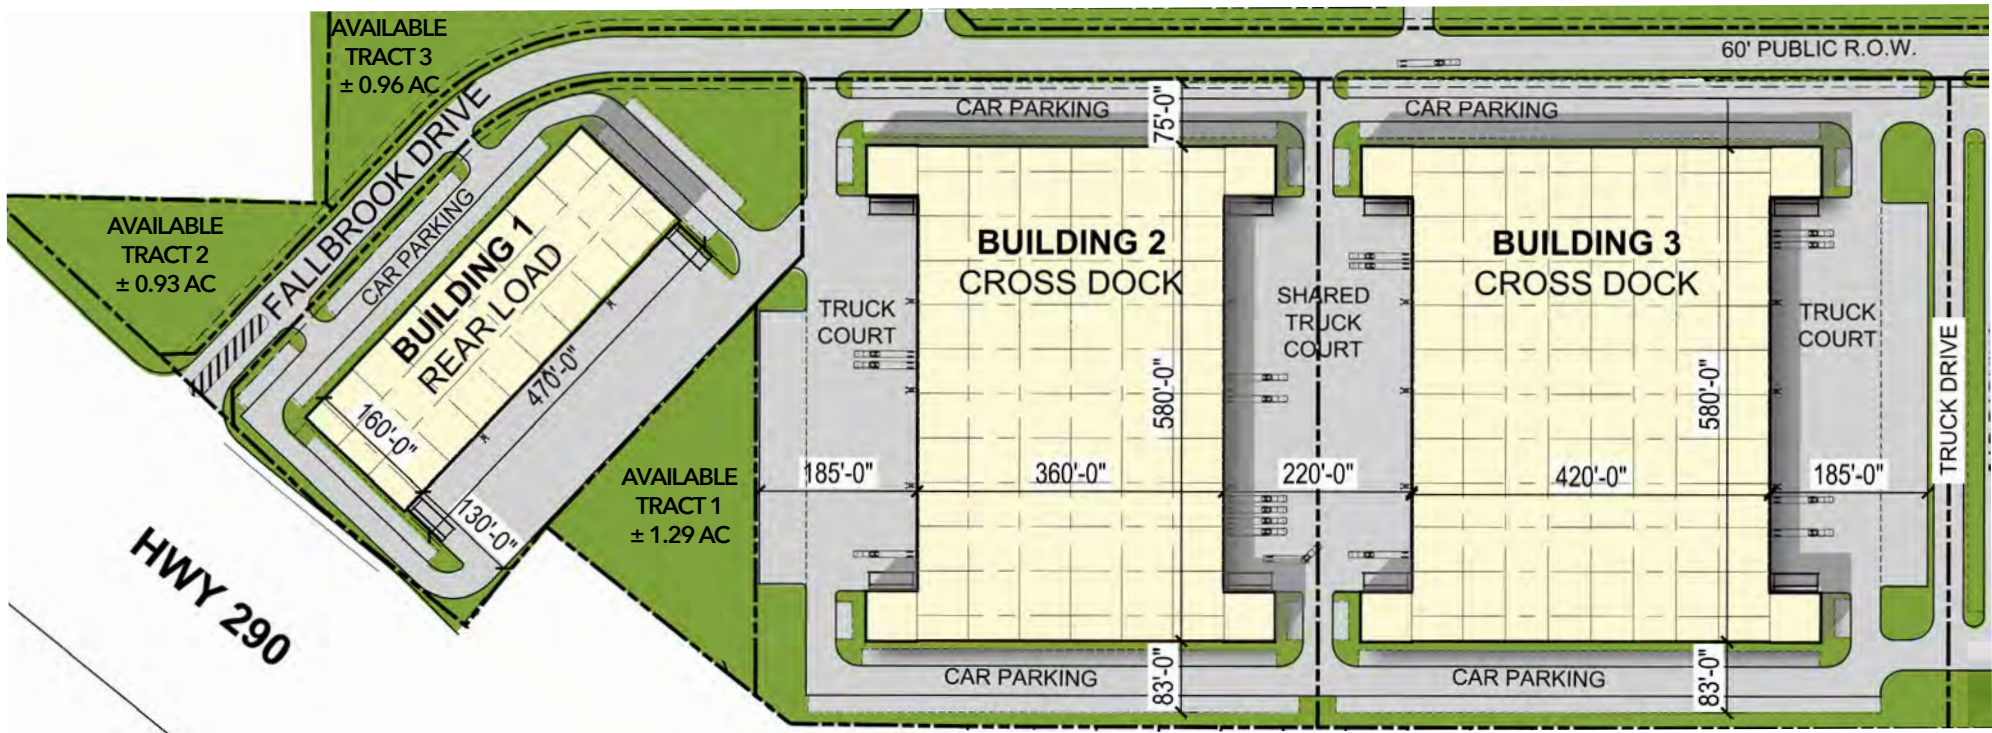 AVAILABLE
TRACT 3
± 0.96 AC
60' PUBLIC R.O.W.
FALLBROOK DRIVE
CAR PARKING
75'-0"
CAR PARKING
AVAILABLE
TRACT 2
± 0.93 AC
CAR PARKING
BUILDING 1
REAR LOAD
470'-0"
160'-0"
130'-0"
BUILDING 2
CROSS DOCK
BUILDING 3
CROSS DOCK
TRUCK
COURT
SHARED
TRUCK
COURT
TRUCK
COURT
TRUCK DRIVE
580'-0"
580'-0"
185'-0"
360'-0"
220'-0"
420'-0"
185'-0"
AVAILABLE
TRACT 1
± 1.29 AC
HWY 290
CAR PARKING
83'-0"
CAR PARKING
83'-0"